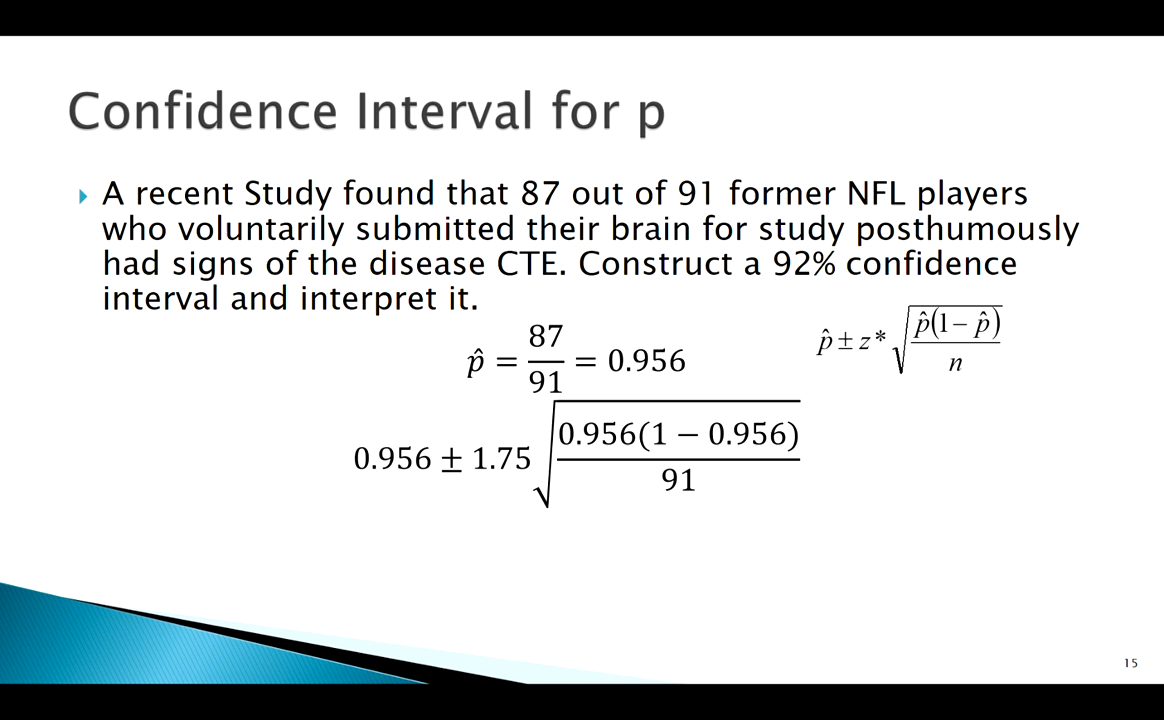 Confidence Interval for p
A recent Study found that 87 out of 91 former NFL players
who voluntarily submitted their brain for study posthumously
had signs of the disease CTE. Construct a 92% confidence
interval and interpret it.
p̂ = 87/91 = 0.956
p̂ ± z* √(p̂(1 − p̂)/n)
0.956 ± 1.75 √(0.956(1 − 0.956)/91)
15